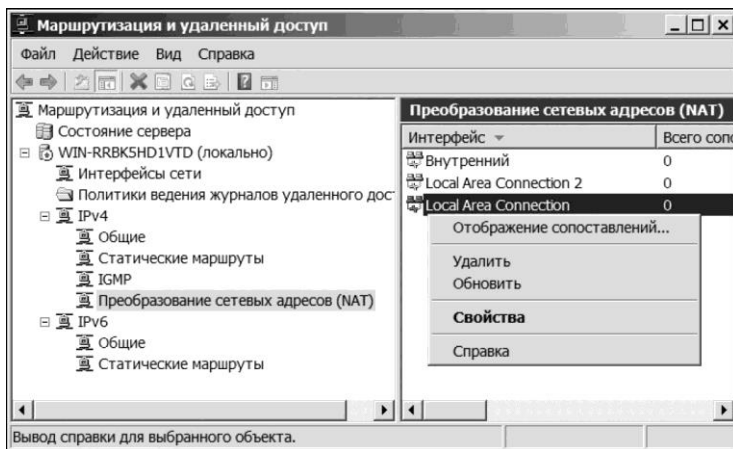 Маршрутизация и удаленный доступ
Файл Действие Вид Справка
Маршрутизация и удаленный доступ
Состояние сервера
WIN-RRBK5HD1VTD (локально)
Интерфейсы сети
Политики ведения журналов удаленного дос
IPv4
Общие
Статические маршруты
IGMP
Преобразование сетевых адресов (NAT)
IPv6
Общие
Статические маршруты
Преобразование сетевых адресов (NAT)
Интерфейс Всего сопо
Внутренний 0
Local Area Connection 2 0
Local Area Connection 0
Отображение сопоставлений...
Удалить
Обновить
Свойства
Справка
Вывод справки для выбранного объекта.